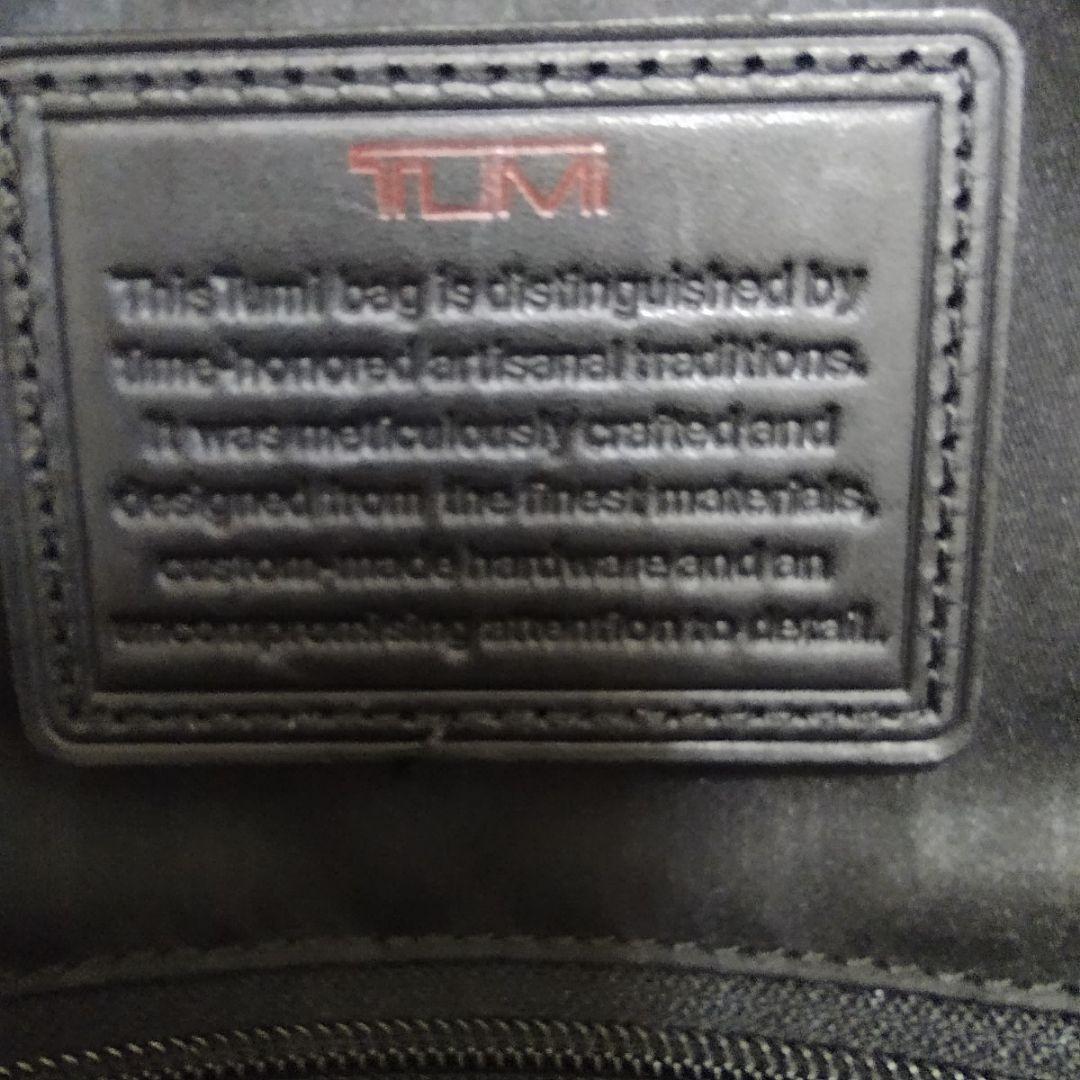 TUMI
This Tumi bag is distinguished by
time-honored artisanal traditions.
It was meticulously crafted and
designed from the finest materials,
custom-made hardware and an
uncompromising attention to detail.